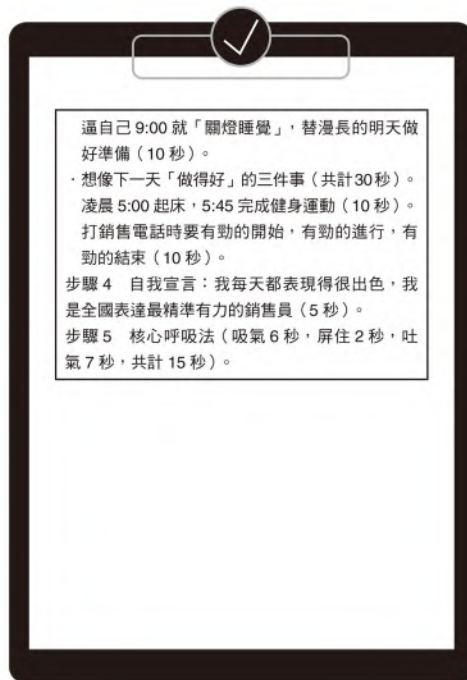 逼自己 9:00 就「關燈睡覺」，替漫長的明天做
好準備（10 秒）。
·想像下一天「做得好」的三件事（共計30秒）。
凌晨 5:00 起床，5:45 完成健身運動（10 秒）。
打銷售電話時要有勁的開始，有勁的進行，有
勁的結束（10 秒）。
步驟 4　自我宣言：我每天都表現得很出色，我
是全國表達最精準有力的銷售員（5 秒）。
步驟 5　核心呼吸法（吸氣 6 秒，屏住 2 秒，吐
氣 7 秒，共計 15 秒）。